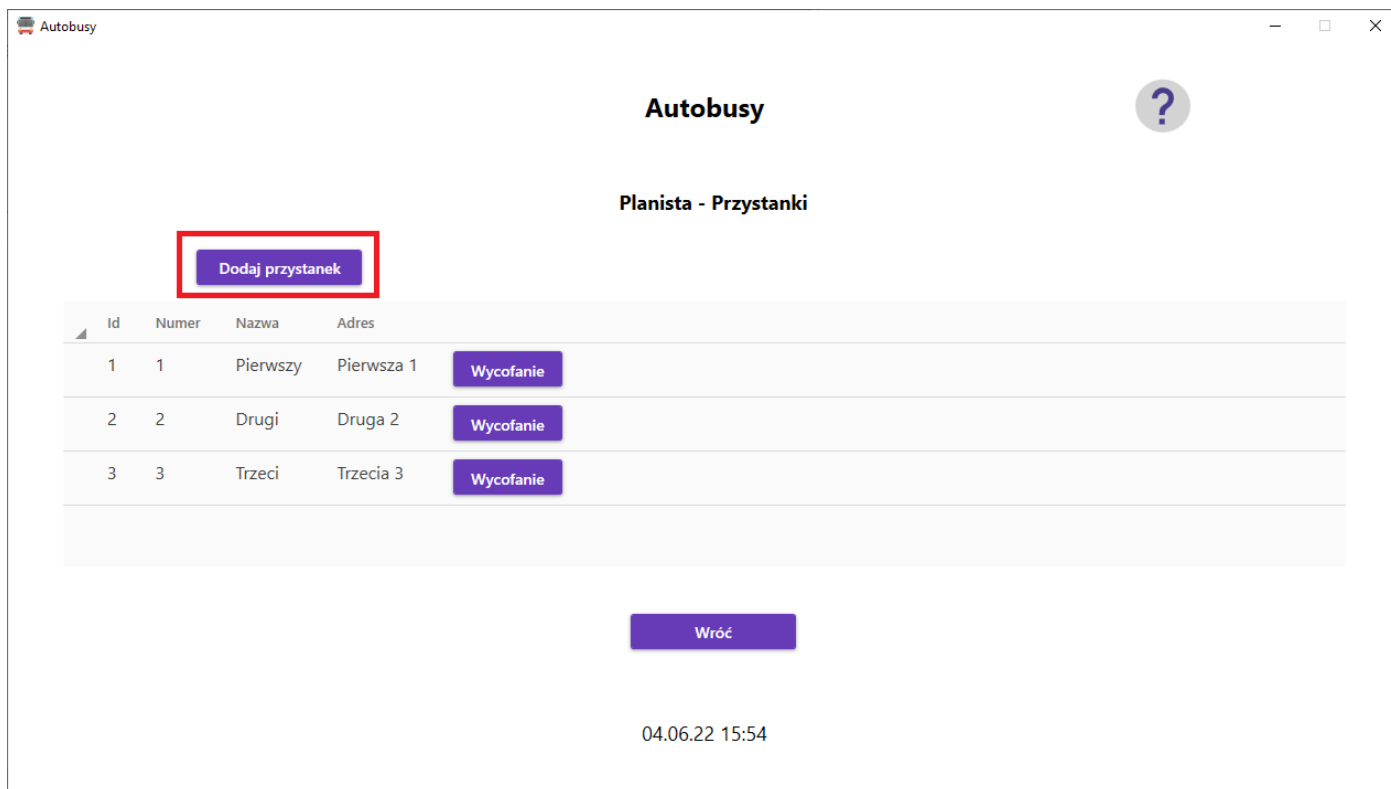 Autobusy
Autobusy
?
Planista - Przystanki
Dodaj przystanek
Id Numer Nazwa Adres
1 1 Pierwszy Pierwsza 1 Wycofanie
2 2 Drugi Druga 2 Wycofanie
3 3 Trzeci Trzecia 3 Wycofanie
Wróć
04.06.22 15:54